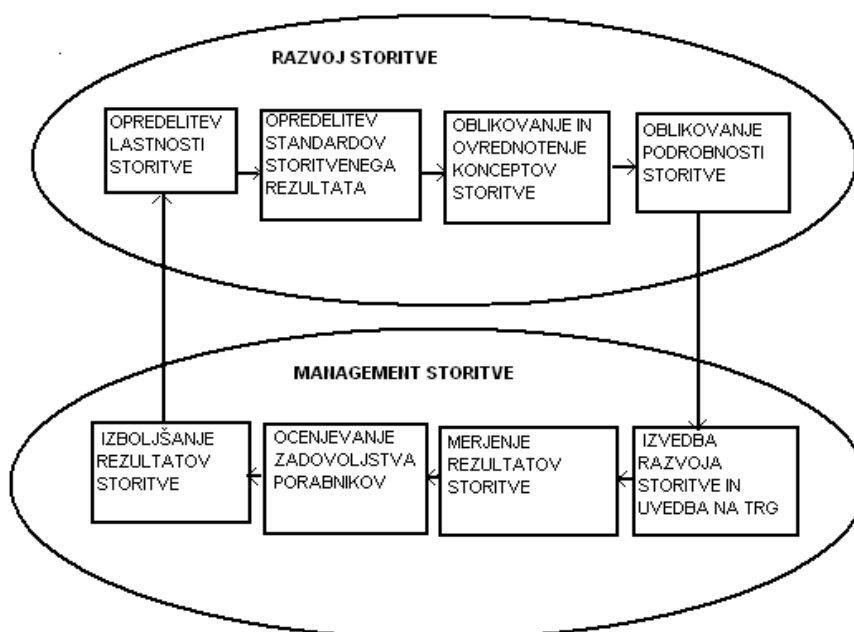 RAZVOJ STORITVE
OPREDELITEV
LASTNOSTI
STORITVE
OPREDELITEV
STANDARDOV
STORITVENEGA
REZULTATA
OBLIKOVANJE IN
OVREDNOTENJE
KONCEPTOV
STORITVE
OBLIKOVANJE
PODROBNOSTI
STORITVE
MANAGEMENT STORITVE
IZBOLJŠANJE
REZULTATOV
STORITVE
OCENJEVANJE
ZADOVOLJSTVA
PORABNIKOV
MERJENJE
REZULTATOV
STORITVE
IZVEDBA
RAZVOJA
STORITVE IN
UVEDBA NA TRG